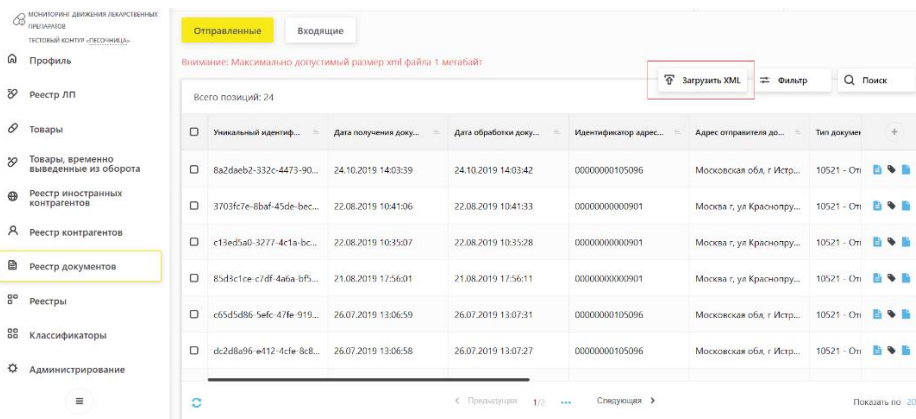 МОНИТОРИНГ ДВИЖЕНИЯ ЛЕКАРСТВЕННЫХ
ПРЕПАРАТОВ
ТЕСТОВЫЙ КОНТУР «ПЕСОЧНИЦА»
Профиль
Реестр ЛП
Товары
Товары, временно
выведенные из оборота
Реестр иностранных
контрагентов
Реестр контрагентов
Реестр документов
Реестры
Классификаторы
Администрирование
Отправленные Входящие
Внимание: Максимально допустимый размер xml файла 1 мегабайт
Загрузить XML Фильтр Поиск
Всего позиций: 24
Уникальный идентиф... Дата получения доку... Дата обработки доку... Идентификатор адрес... Адрес отправителя до... Тип докумен
8a2daeb2-332c-4473-90... 24.10.2019 14:03:39 24.10.2019 14:03:42 00000000105096 Московская обл, г Истр... 10521 - От
3703fc7e-8baf-45de-bec... 22.08.2019 10:41:06 22.08.2019 10:41:33 00000000000901 Москва г, ул Краснопру... 10521 - От
c13ed5a0-3277-4c1a-bc... 22.08.2019 10:35:07 22.08.2019 10:35:28 00000000000901 Москва г, ул Краснопру... 10521 - От
85d3c1ce-c7df-4a6a-bf5... 21.08.2019 17:56:01 21.08.2019 17:56:11 00000000000901 Москва г, ул Краснопру... 10521 - От
c65d5d86-5efc-47fe-919... 26.07.2019 13:06:59 26.07.2019 13:07:31 00000000105096 Московская обл, г Истр... 10521 - От
dc2d8a96-e412-4cfe-8c8... 26.07.2019 13:06:58 26.07.2019 13:07:27 00000000105096 Московская обл, г Истр... 10521 - От
Предыдущая 1/2 ••• Следующая Показать по 20